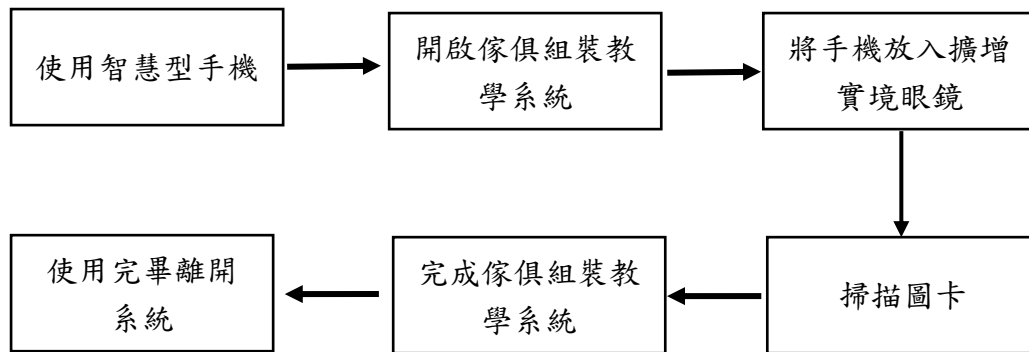 使用智慧型手機
開啟傢俱組裝教
學系統
將手機放入擴增
實境眼鏡
掃描圖卡
完成傢俱組裝教
學系統
使用完畢離開
系統